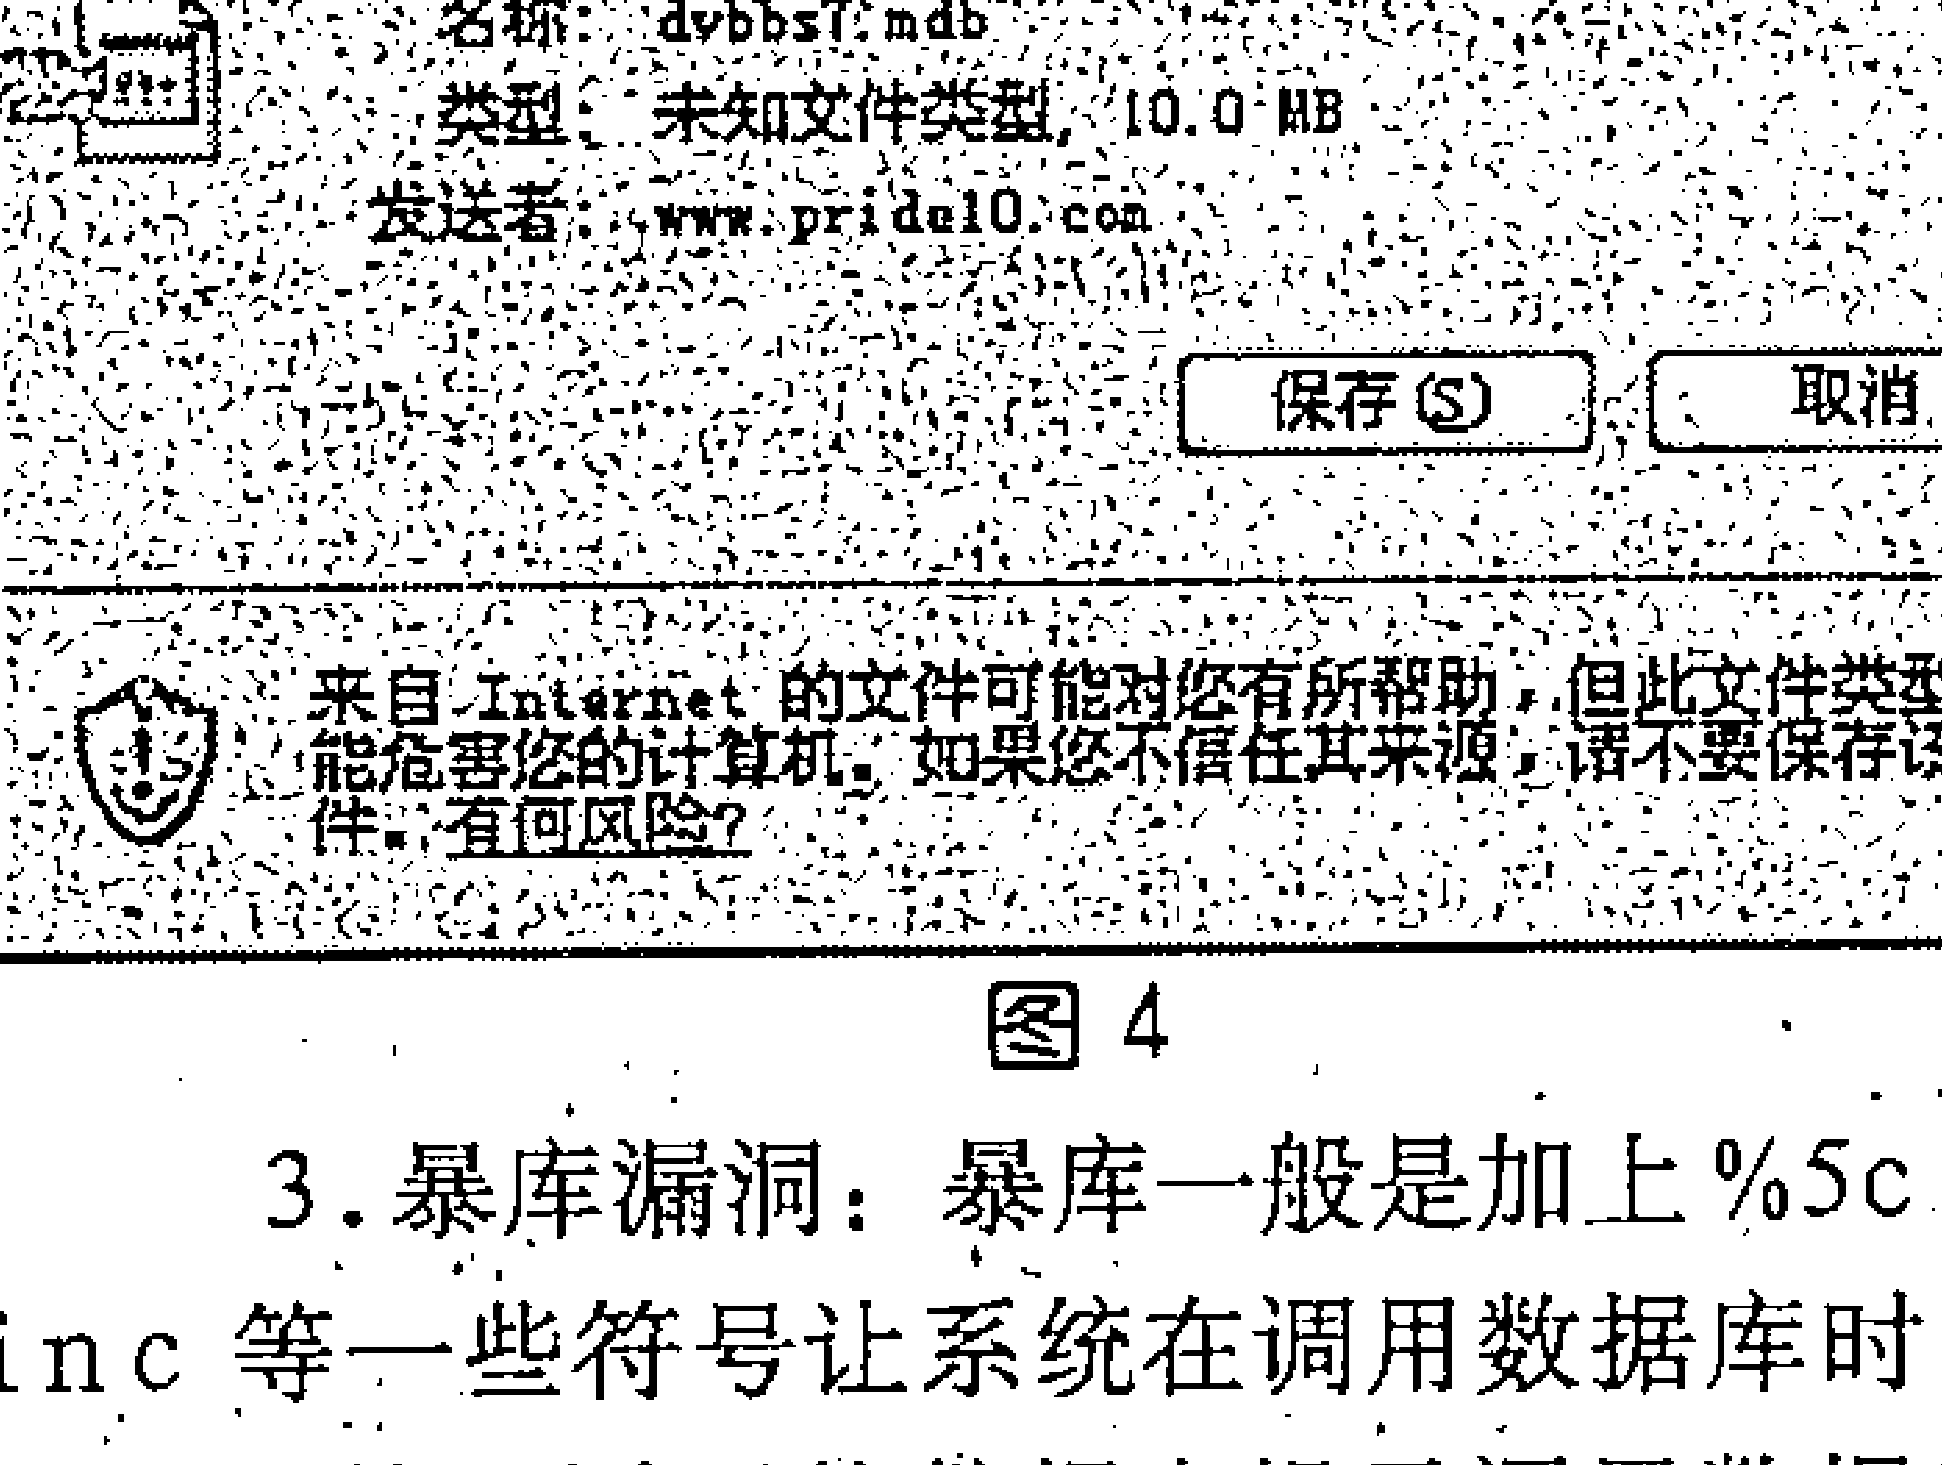 名称: dvbbs7.mdb
类型: 未知文件类型, 10.0 MB
发送者: www.pride10.com
保存(S) 取消
来自 Internet 的文件可能对您有所帮助，但此文件类型
能危害您的计算机。如果您不信任其来源，请不要保存该
件。有何风险?
图 4
3.暴库漏洞：暴库一般是加上%5c
inc 等一些符号让系统在调用数据库时